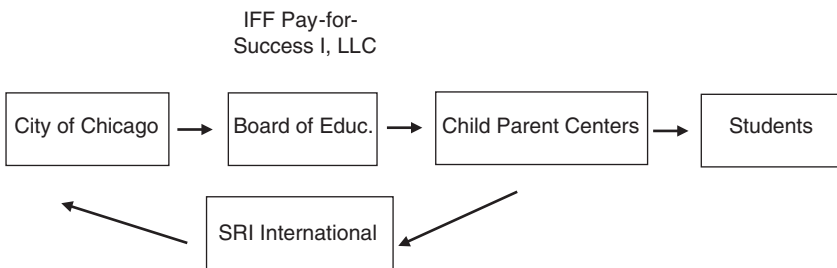 IFF Pay-for-
Success I, LLC
City of Chicago
Board of Educ.
Child Parent Centers
Students
SRI International